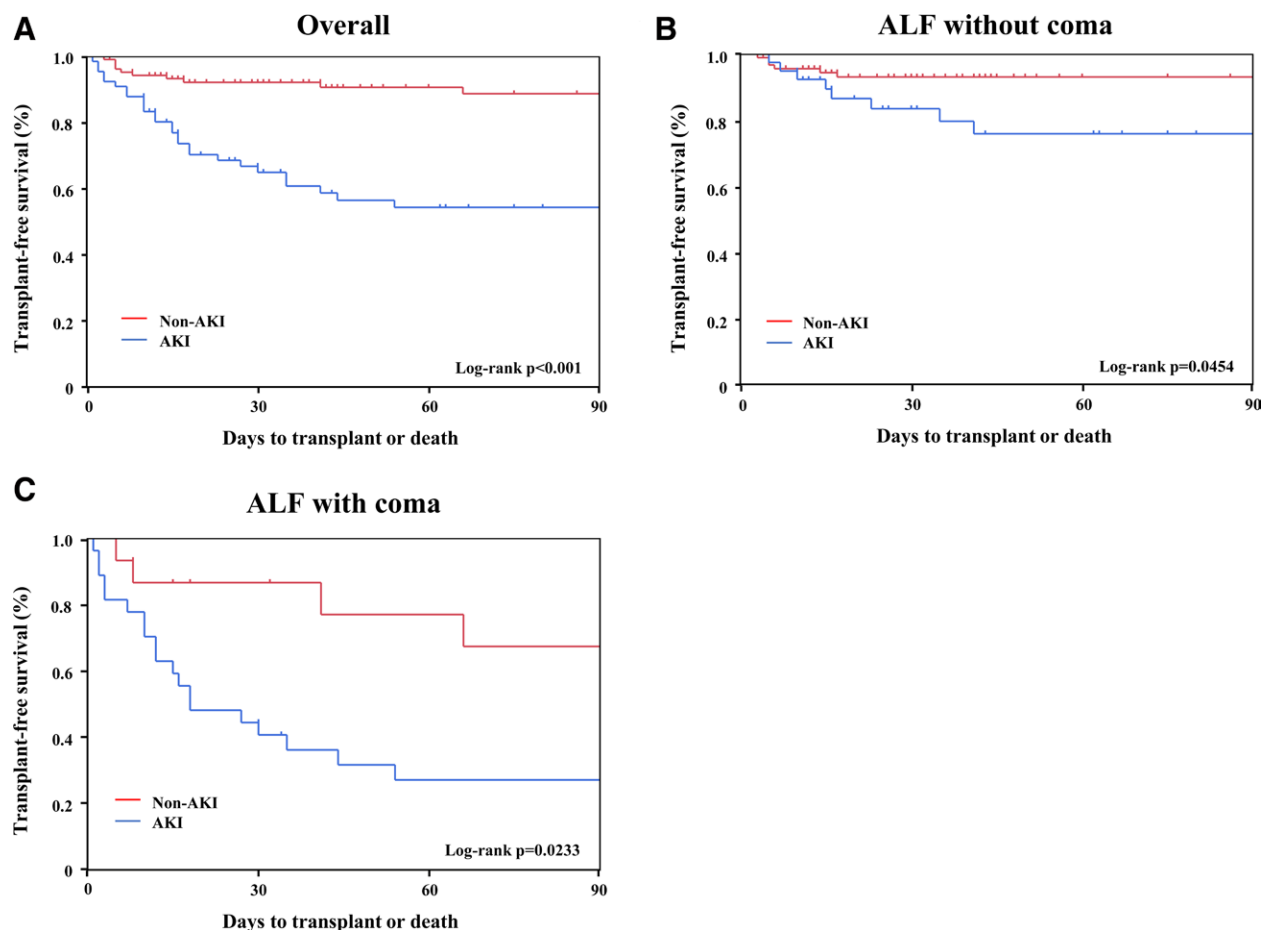 A
Overall
Transplant-free survival (%)
1.0
0.8
0.6
0.4
0.2
0
Non-AKI
AKI
Log-rank p<0.001
0 30 60 90
Days to transplant or death
B
ALF without coma
Transplant-free survival (%)
1.0
0.8
0.6
0.4
0.2
0
Non-AKI
AKI
Log-rank p=0.0454
0 30 60 90
Days to transplant or death
C
ALF with coma
Transplant-free survival (%)
1.0
0.8
0.6
0.4
0.2
0
Non-AKI
AKI
Log-rank p=0.0233
0 30 60 90
Days to transplant or death